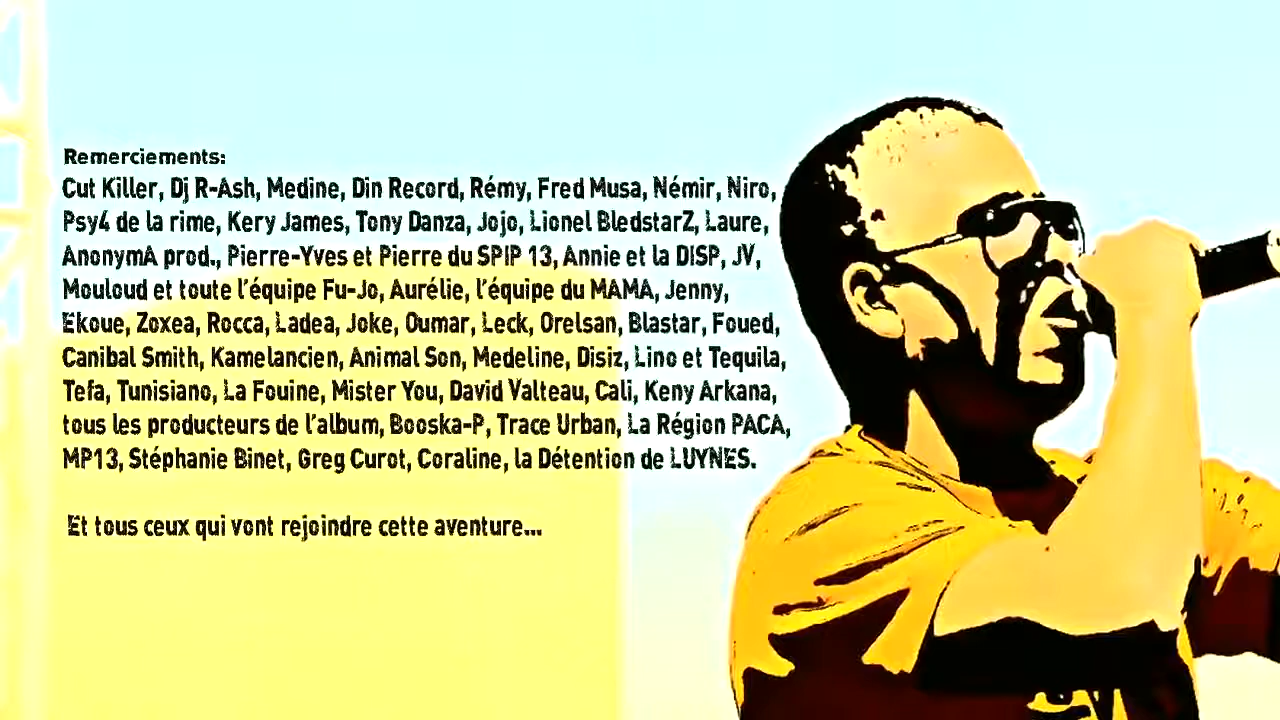 Remerciements:
Cut Killer, Dj R-Ash, Medine, Din Record, Rémy, Fred Musa, Némir, Niro,
Psy4 de la rime, Kery James, Tony Danza, Jojo, Lionel BledstarZ, Laure,
AnonymA prod., Pierre-Yves et Pierre du SPIP 13, Annie et la DISP, JV,
Mouloud et toute l'équipe Fu-Jo, Aurélie, l'équipe du MAMA, Jenny,
Ekoue, Zoxea, Rocca, Ladea, Joke, Oumar, Leck, Orelsan, Blastar, Foued,
Canibal Smith, Kamelancien, Animal Son, Medeline, Disiz, Lino et Tequila,
Tefa, Tunisiano, La Fouine, Mister You, David Valteau, Cali, Keny Arkana,
tous les producteurs de l'album, Booska-P, Trace Urban, La Région PACA,
MP13, Stéphanie Binet, Greg Curot, Coraline, la Détention de LUYNES.
Et tous ceux qui vont rejoindre cette aventure...